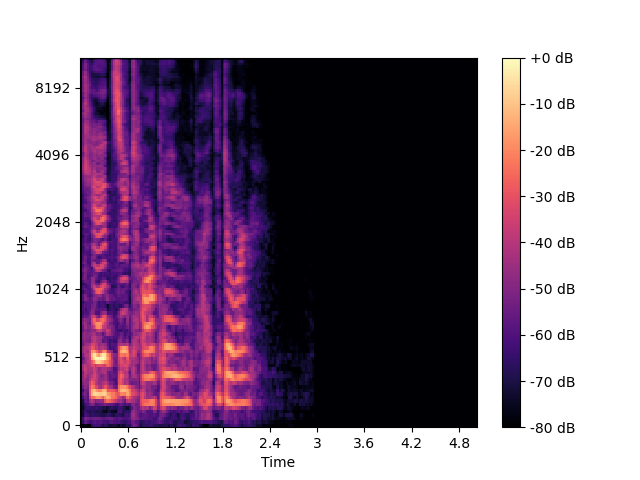 8192
4096
2048
1024
512
0
Hz
0 0.6 1.2 1.8 2.4 3 3.6 4.2 4.8
Time
+0 dB
-10 dB
-20 dB
-30 dB
-40 dB
-50 dB
-60 dB
-70 dB
-80 dB